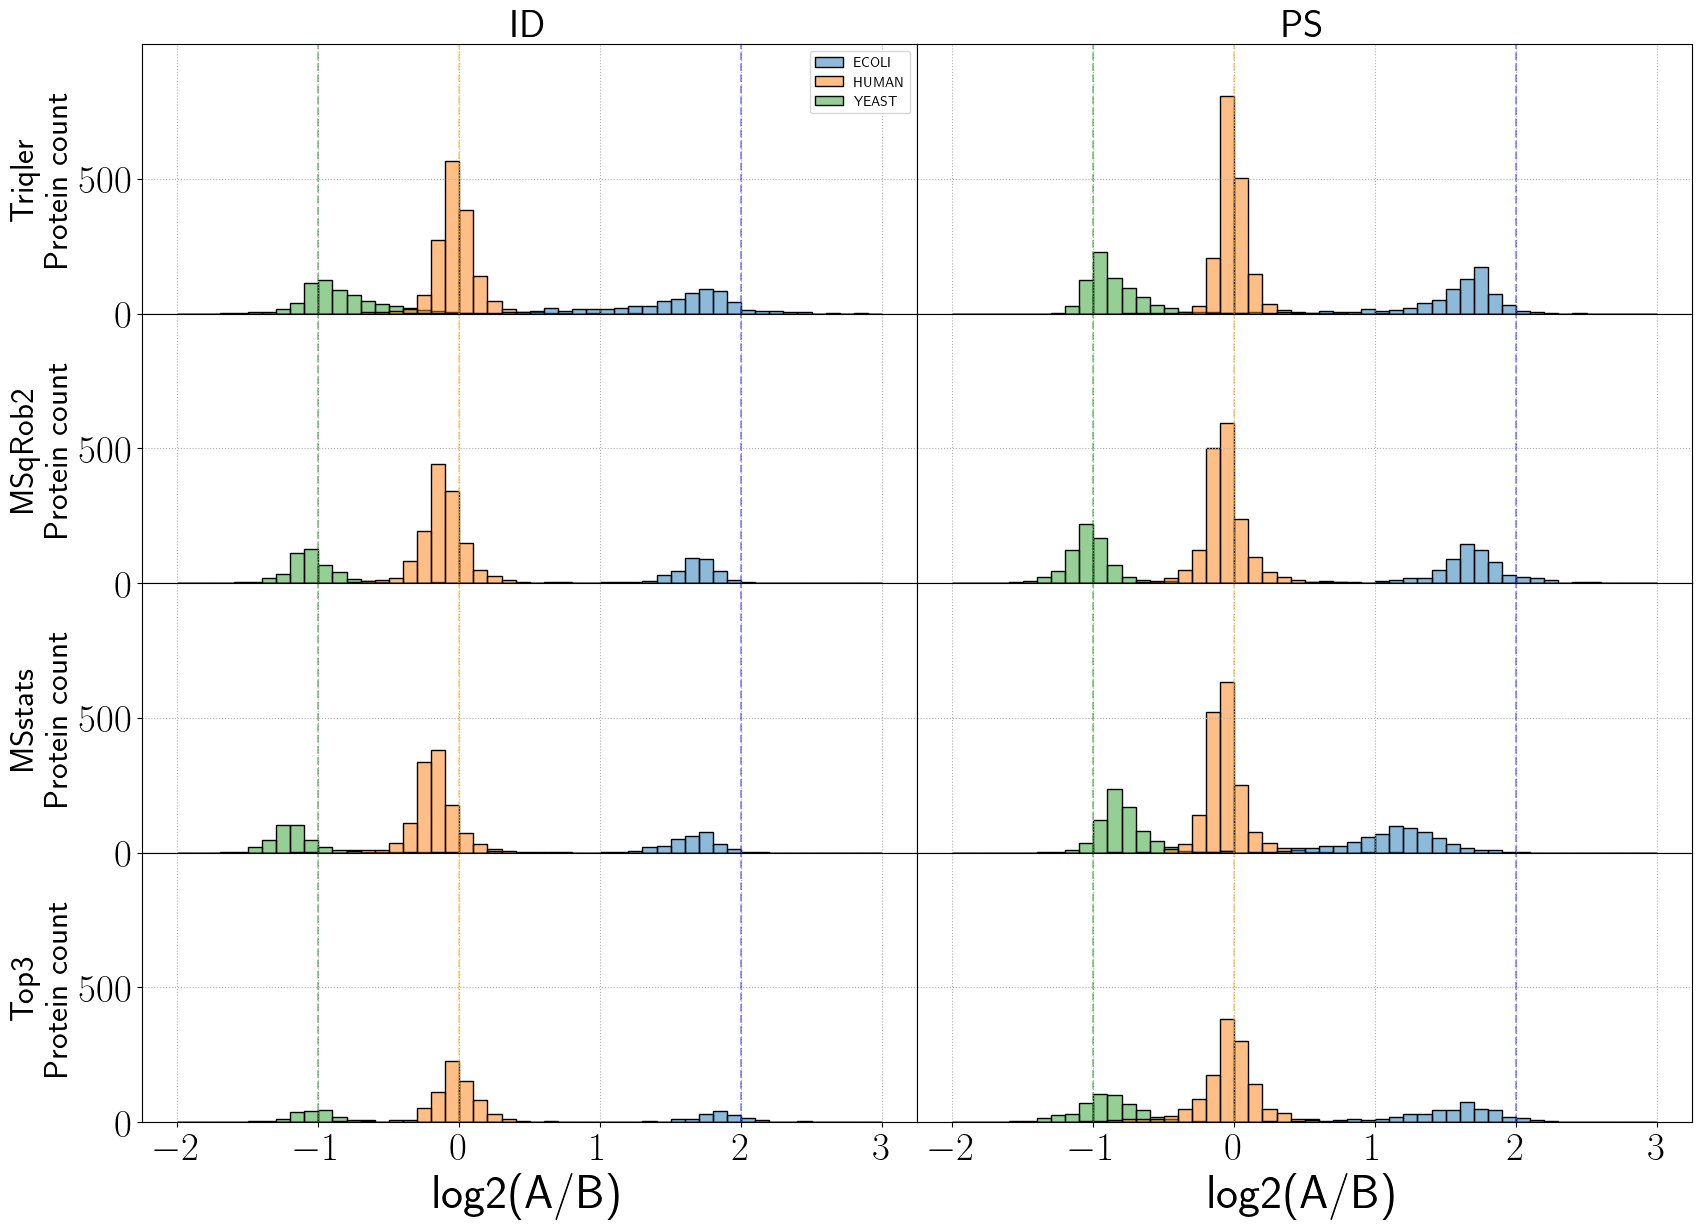 ID
PS
ECOLI
HUMAN
YEAST
Triqler
Protein count
500
0
MSqRob2
Protein count
500
0
MSstats
Protein count
500
0
Top3
Protein count
500
0
−2 −1 0 1 2 3
−2 −1 0 1 2 3
log2(A/B)
log2(A/B)